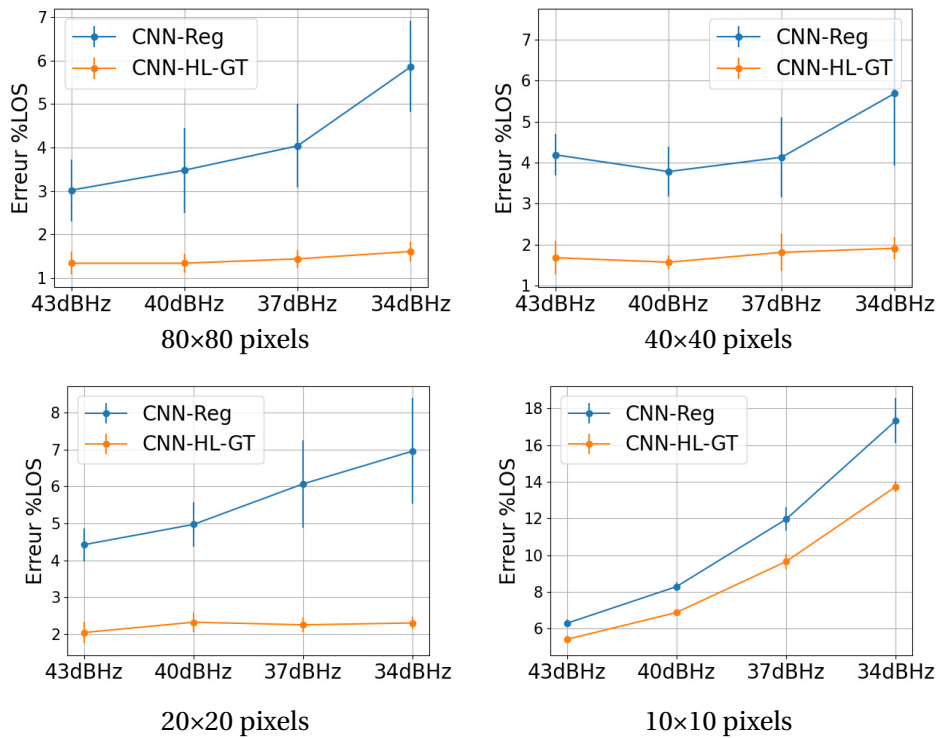 7
6
5
4
3
2
1
Erreur %LOS
CNN-Reg
CNN-HL-GT
43dBHz 40dBHz 37dBHz 34dBHz
80×80 pixels
7
6
5
4
3
2
1
Erreur %LOS
CNN-Reg
CNN-HL-GT
43dBHz 40dBHz 37dBHz 34dBHz
40×40 pixels
8
7
6
5
4
3
2
Erreur %LOS
CNN-Reg
CNN-HL-GT
43dBHz 40dBHz 37dBHz 34dBHz
20×20 pixels
18
16
14
12
10
8
6
Erreur %LOS
CNN-Reg
CNN-HL-GT
43dBHz 40dBHz 37dBHz 34dBHz
10×10 pixels